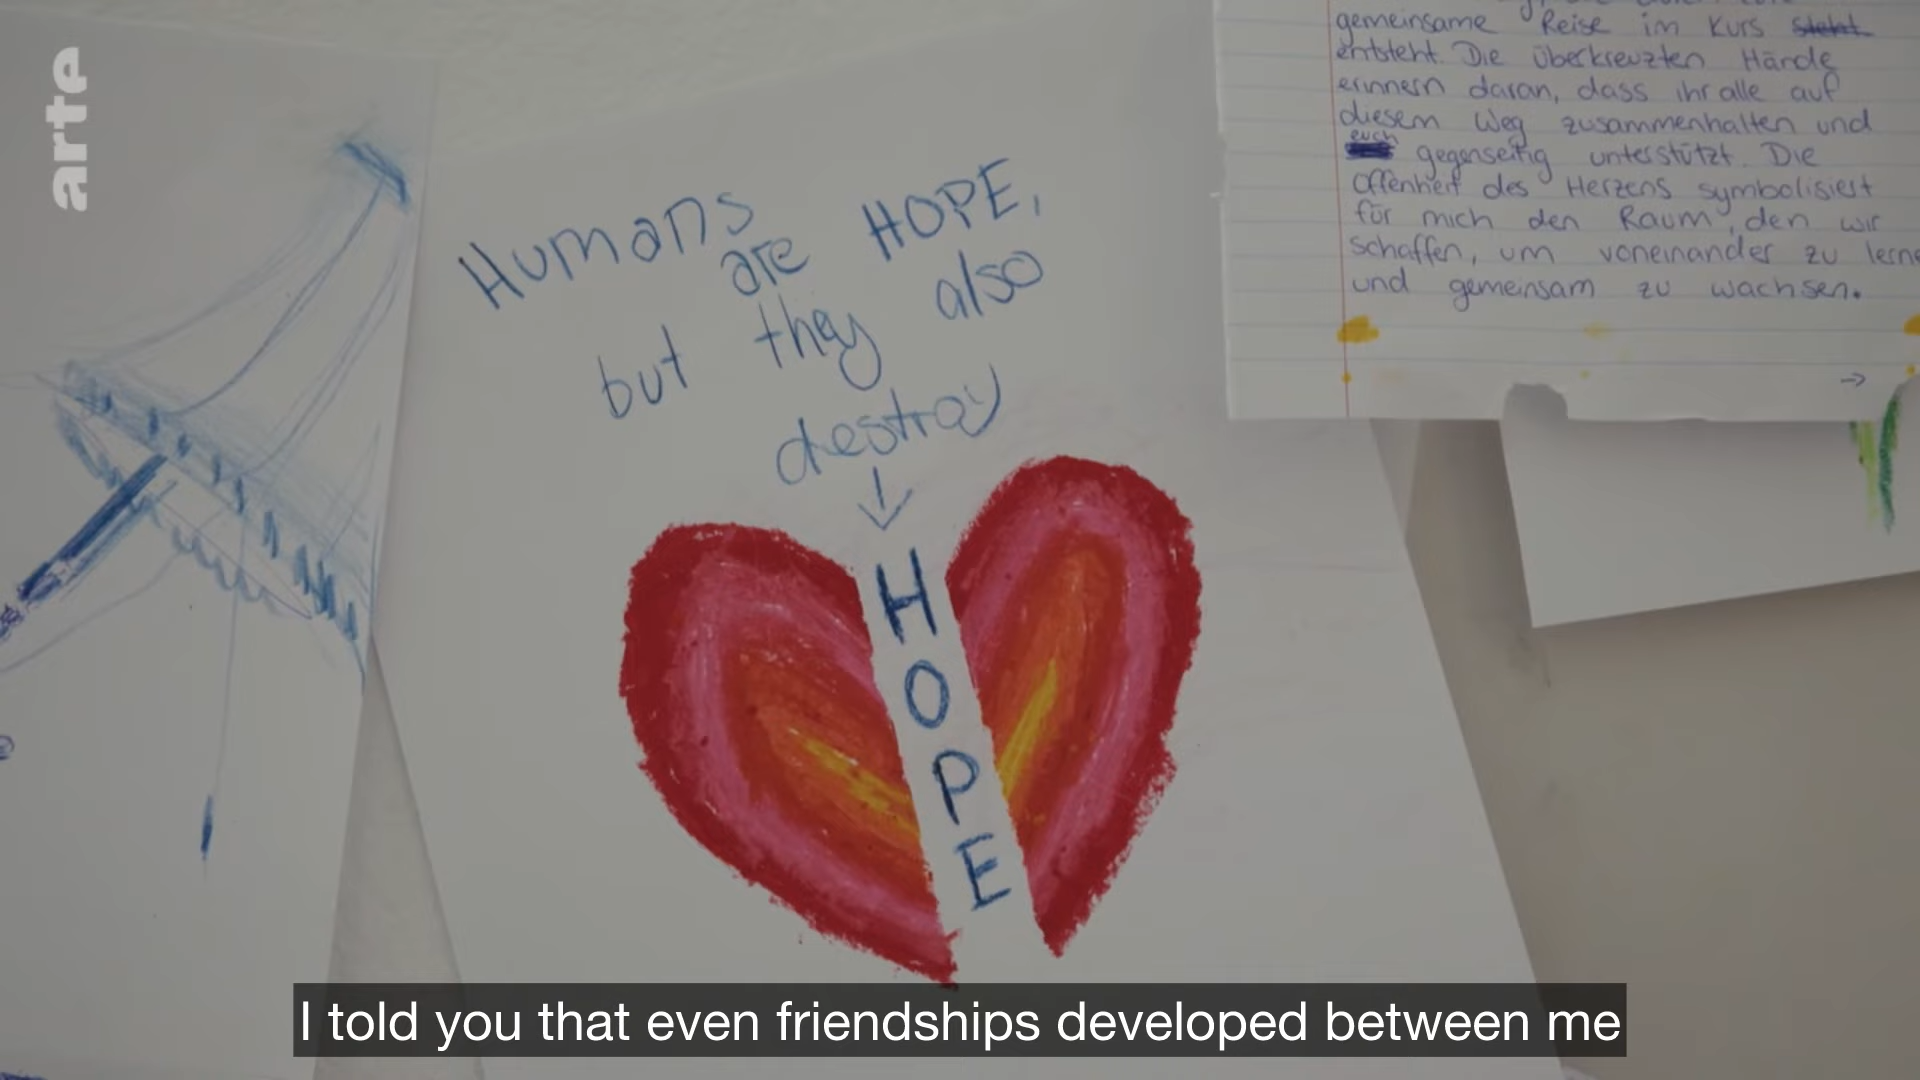 arte
gemeinsame Reise im Kurs steht
entsteht. Die überkreuzten Hände
erinnern daran, dass ihr alle auf
diesem Weg zusammenhalten und
euch
gegenseitig unterstützt. Die
Offenheit des Herzens symbolisiert
für mich den Raum, den wir
schaffen, um voneinander zu lerne
und gemeinsam zu wachsen.
Humans
are HOPE,
but they also
destroy
HOPE
I told you that even friendships developed between me